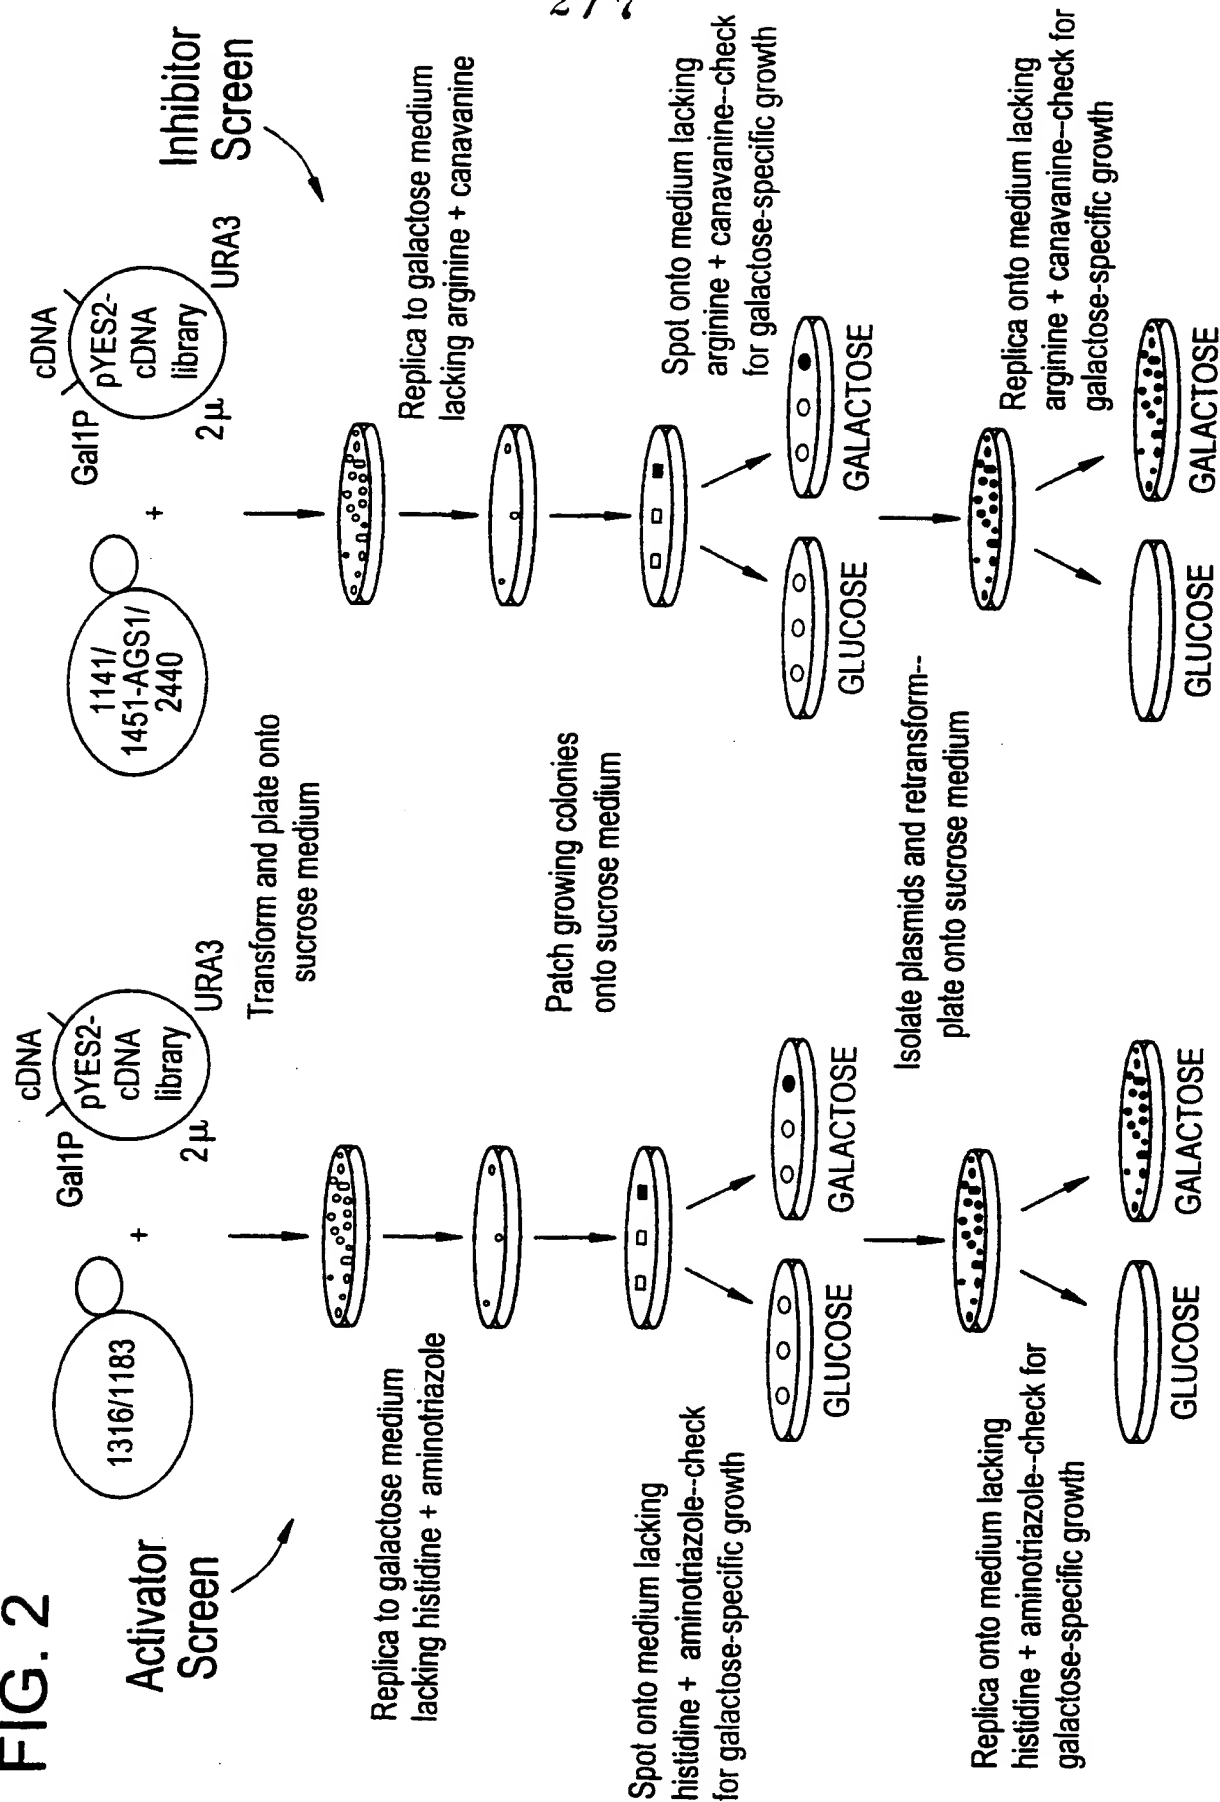 2/7
FIG. 2
Activator
Screen
1316/1183
+
cDNA
Gal1P
pYES2-
cDNA
library
2μ
URA3
Transform and plate onto
sucrose medium
Replica to galactose medium
lacking histidine + aminotriazole
Patch growing colonies
onto sucrose medium
Spot onto medium lacking
histidine + aminotriazole--check
for galactose-specific growth
GLUCOSE
GALACTOSE
Isolate plasmids and retransform--
plate onto sucrose medium
Replica onto medium lacking
histidine + aminotriazole--check for
galactose-specific growth
GLUCOSE
GALACTOSE
Inhibitor
Screen
1141/
1451-AGS1/
2440
+
cDNA
Gal1P
pYES2-
cDNA
library
2μ
URA3
Replica to galactose medium
lacking arginine + canavanine
Spot onto medium lacking
arginine + canavanine--check
for galactose-specific growth
GLUCOSE
GALACTOSE
Replica onto medium lacking
arginine + canavanine--check for
galactose-specific growth
GLUCOSE
GALACTOSE